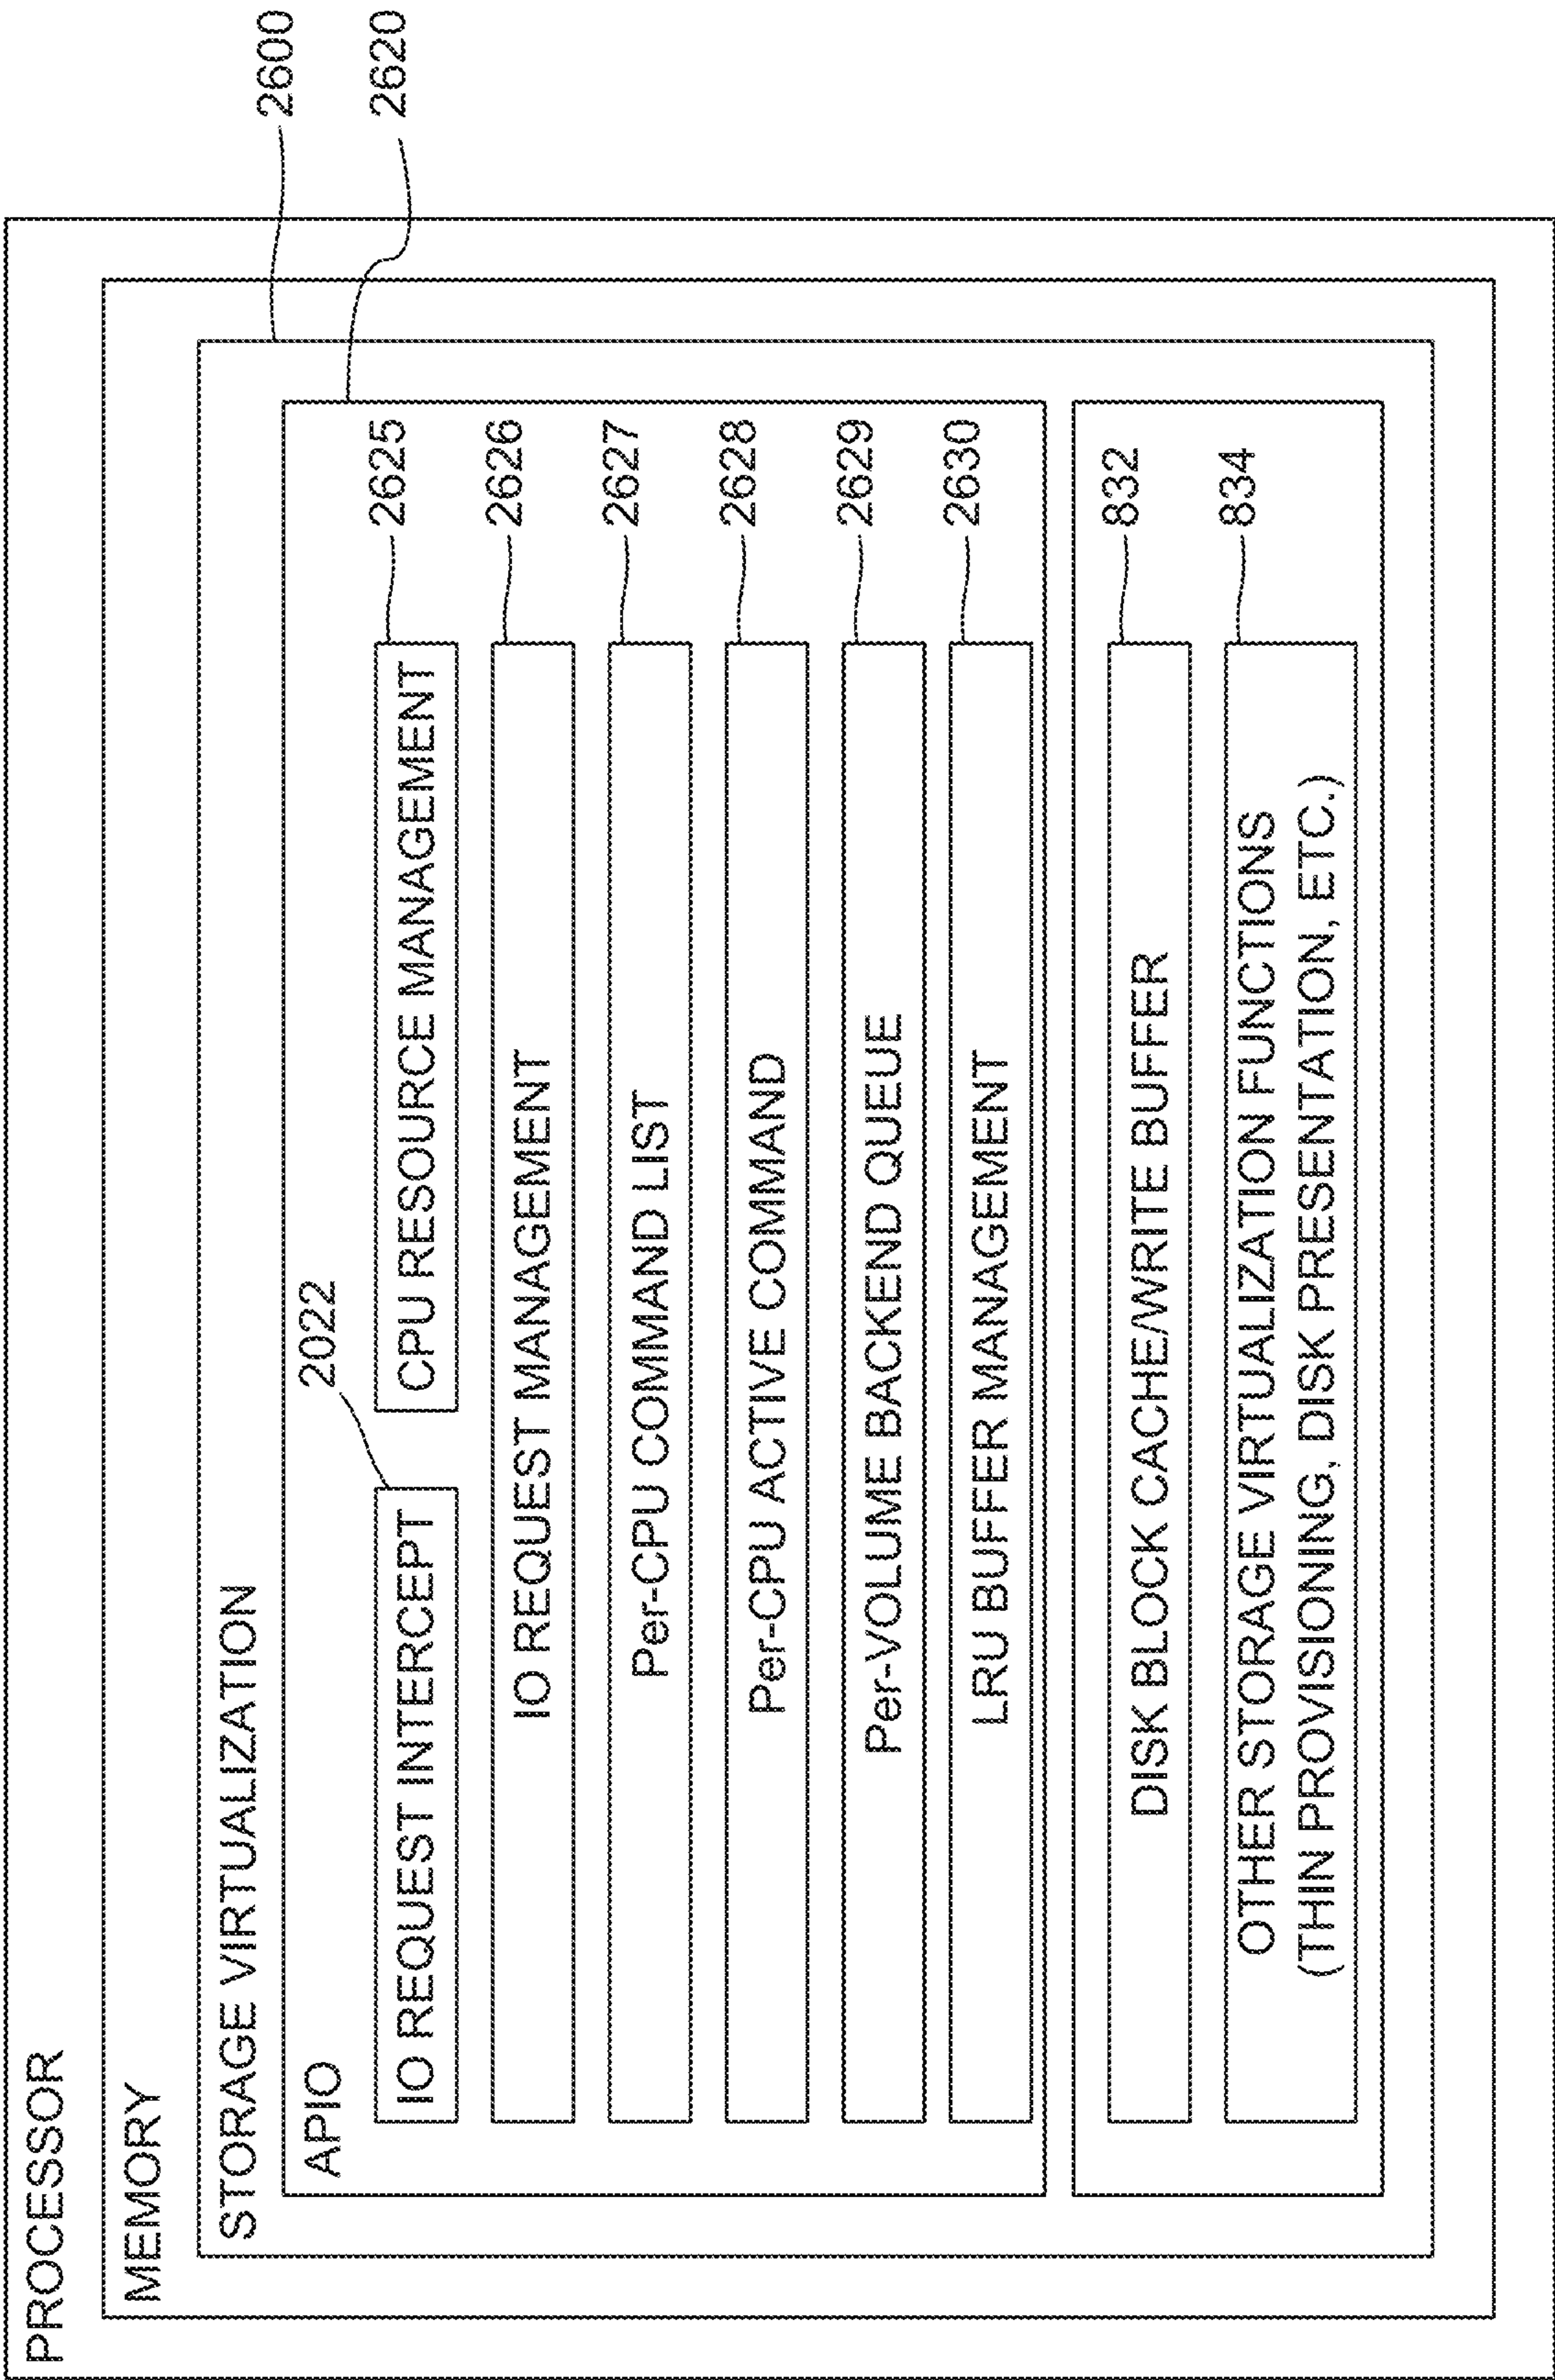 PROCESSOR
MEMORY
2600
STORAGE VIRTUALIZATION
2620
APIO
2022
IO REQUEST INTERCEPT
CPU RESOURCE MANAGEMENT
2625
IO REQUEST MANAGEMENT
2626
Per-CPU COMMAND LIST
2627
Per-CPU ACTIVE COMMAND
2628
Per-VOLUME BACKEND QUEUE
2629
LRU BUFFER MANAGEMENT
2630
DISK BLOCK CACHE/WRITE BUFFER
832
OTHER STORAGE VIRTUALIZATION FUNCTIONS
(THIN PROVISIONING, DISK PRESENTATION, ETC.)
834